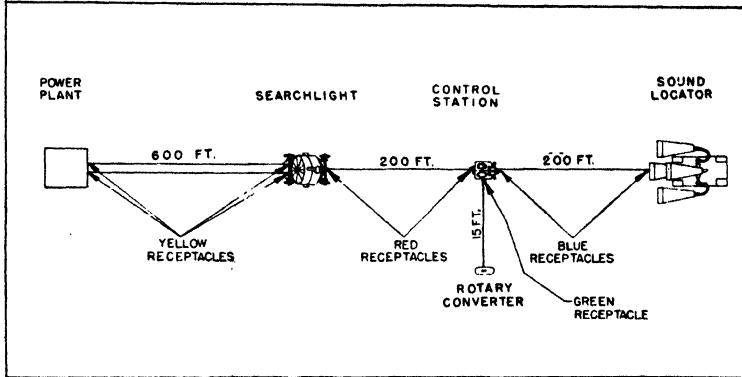 POWER
PLANT
SEARCHLIGHT
CONTROL
STATION
SOUND
LOCATOR
600 FT.
200 FT.
200 FT.
15 FT.
YELLOW
RECEPTACLES
RED
RECEPTACLES
BLUE
RECEPTACLES
ROTARY
CONVERTER
GREEN
RECEPTACLE